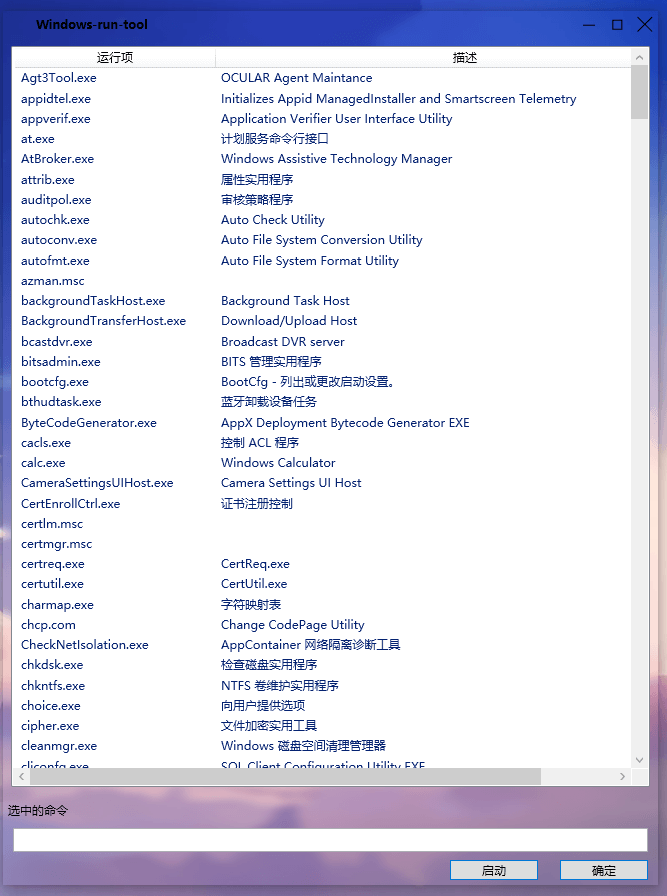 Windows-run-tool
运行项 描述
Agt3Tool.exe OCULAR Agent Maintance
appidtel.exe Initializes Appid ManagedInstaller and Smartscreen Telemetry
appverif.exe Application Verifier User Interface Utility
at.exe 计划服务命令行接口
AtBroker.exe Windows Assistive Technology Manager
attrib.exe 属性实用程序
auditpol.exe 审核策略程序
autochk.exe Auto Check Utility
autoconv.exe Auto File System Conversion Utility
autofmt.exe Auto File System Format Utility
azman.msc
backgroundTaskHost.exe Background Task Host
BackgroundTransferHost.exe Download/Upload Host
bcastdvr.exe Broadcast DVR server
bitsadmin.exe BITS 管理实用程序
bootcfg.exe BootCfg - 列出或更改启动设置。
bthudtask.exe 蓝牙卸载设备任务
ByteCodeGenerator.exe AppX Deployment Bytecode Generator EXE
cacls.exe 控制 ACL 程序
calc.exe Windows Calculator
CameraSettingsUIHost.exe Camera Settings UI Host
CertEnrollCtrl.exe 证书注册控制
certlm.msc
certmgr.msc
certreq.exe CertReq.exe
certutil.exe CertUtil.exe
charmap.exe 字符映射表
chcp.com Change CodePage Utility
CheckNetIsolation.exe AppContainer 网络隔离诊断工具
chkdsk.exe 检查磁盘实用程序
chkntfs.exe NTFS 卷维护实用程序
choice.exe 向用户提供选项
cipher.exe 文件加密实用工具
cleanmgr.exe Windows 磁盘空间清理管理器
cliconfg.exe SQL Client Configuration Utility EXE
选中的命令
启动 确定